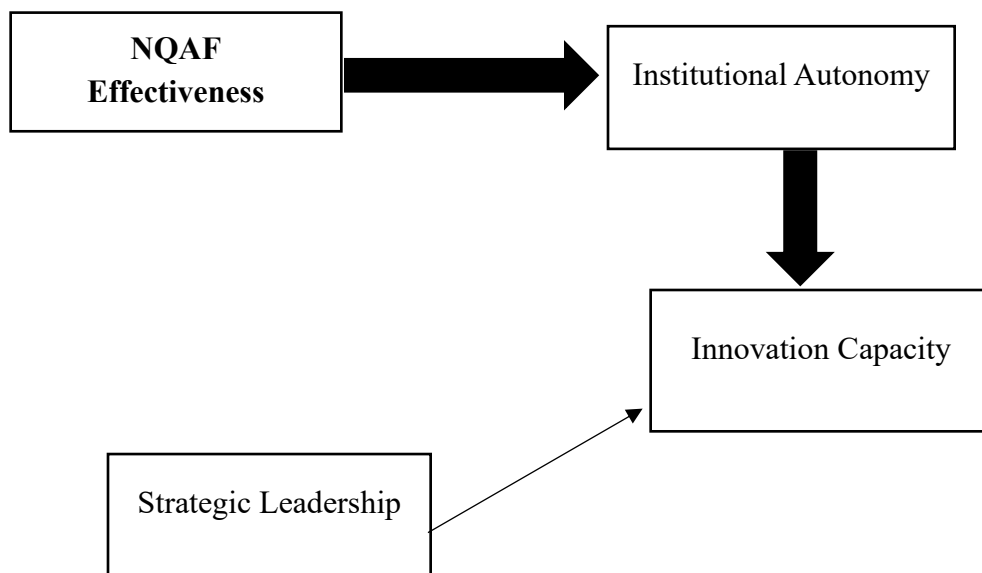 NQAF
Effectiveness
Institutional Autonomy
Innovation Capacity
Strategic Leadership